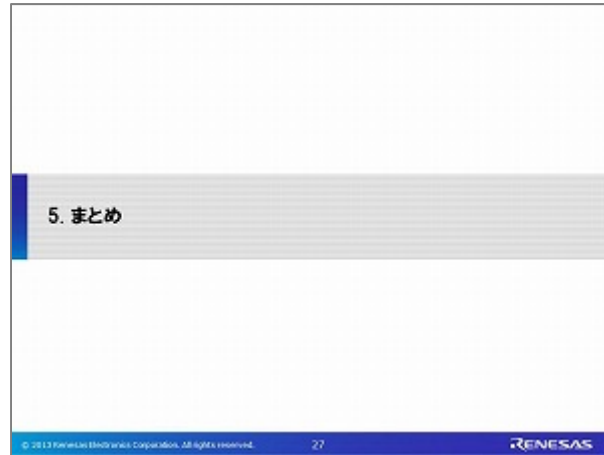 5. まとめ
© 2013 Renesas Electronics Corporation. All rights reserved.
27
RENESAS